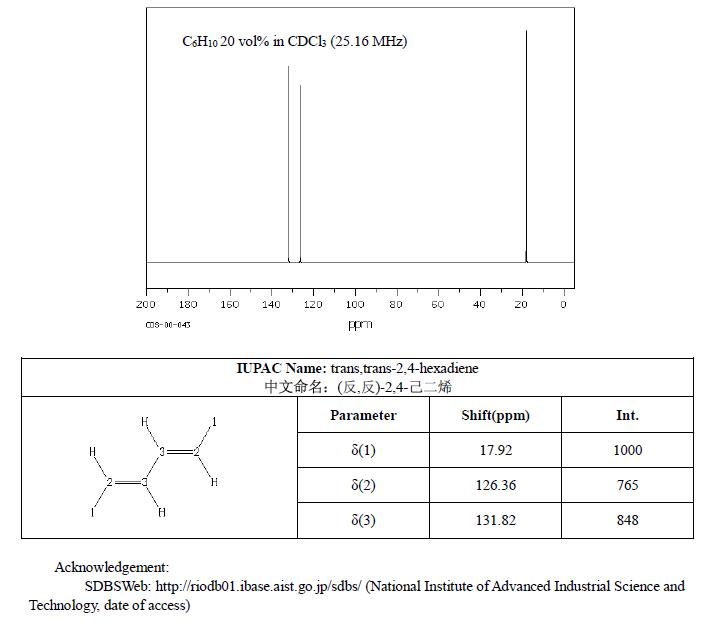 C₆H₁₀ 20 vol% in CDCl₃ (25.16 MHz)
200 180 160 140 120 100 80 60 40 20 0
CDS-00-043
ppm
IUPAC Name: trans,trans-2,4-hexadiene
中文命名：(反,反)-2,4-己二烯
Parameter Shift(ppm) Int.
δ(1) 17.92 1000
δ(2) 126.36 765
δ(3) 131.82 848
H 1
H 3 2
2 3 H
1 H
Acknowledgement:
SDBSWeb: http://riodb01.ibase.aist.go.jp/sdbs/ (National Institute of Advanced Industrial Science and
Technology, date of access)